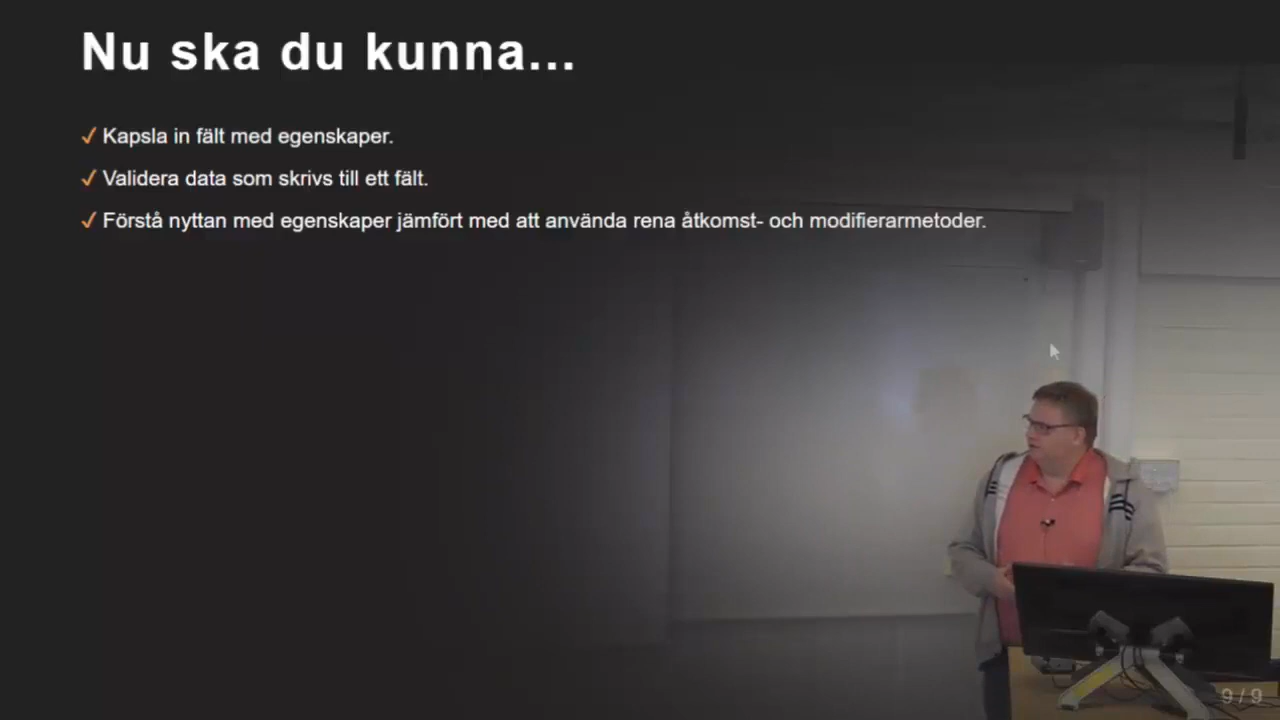 Nu ska du kunna...
✓ Kapsla in fält med egenskaper.
✓ Validera data som skrivs till ett fält.
✓ Förstå nyttan med egenskaper jämfört med att använda rena åtkomst- och modifierarmetoder.
9 / 9